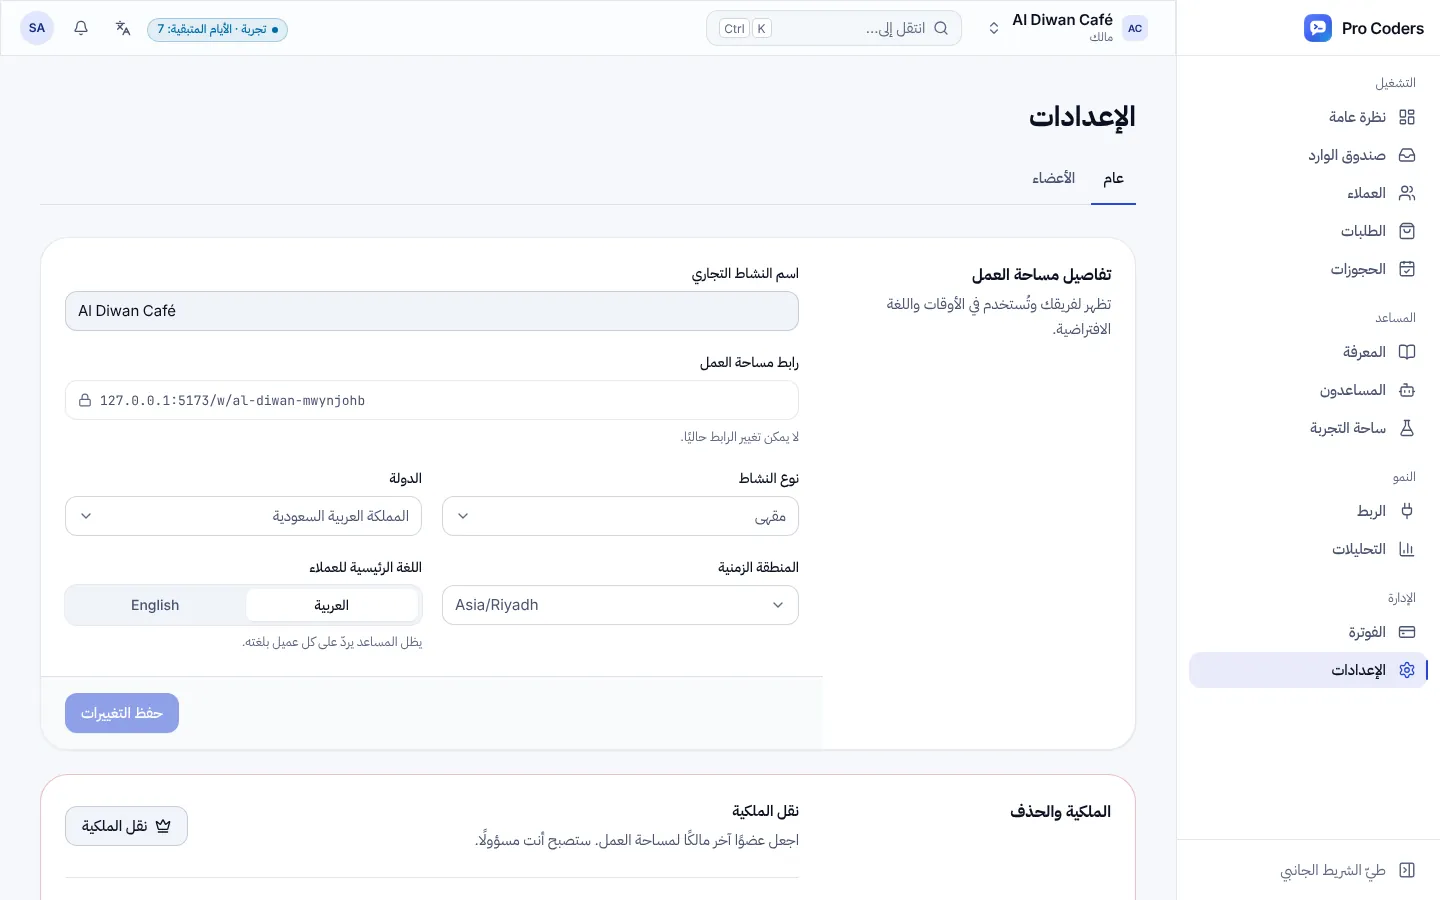 Pro Coders
AC
Al Diwan Café
مالك
انتقل إلى...
Ctrl K
تجربة · الأيام المتبقية: 7
SA
التشغيل
نظرة عامة
صندوق الوارد
العملاء
الطلبات
الحجوزات
المساعد
المعرفة
المساعدون
ساحة التجربة
النمو
الربط
التحليلات
الإدارة
الفوترة
الإعدادات
طيّ الشريط الجانبي
الإعدادات
عام
الأعضاء
تفاصيل مساحة العمل
تظهر لفريقك وتُستخدم في الأوقات واللغة
الافتراضية.
اسم النشاط التجاري
Al Diwan Café
رابط مساحة العمل
127.0.0.1:5173/w/al-diwan-mwynjohb
لا يمكن تغيير الرابط حاليًا.
نوع النشاط
مقهى
الدولة
المملكة العربية السعودية
المنطقة الزمنية
Asia/Riyadh
اللغة الرئيسية للعملاء
العربية
English
يظل المساعد يردّ على كل عميل بلغته.
حفظ التغييرات
الملكية والحذف
نقل الملكية
اجعل عضوًا آخر مالكًا لمساحة العمل. ستصبح أنت مسؤولًا.
نقل الملكية